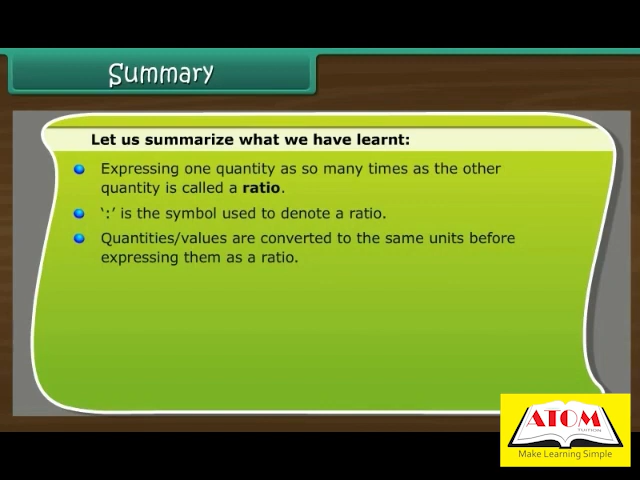 Summary
Let us summarize what we have learnt:
Expressing one quantity as so many times as the other
quantity is called a ratio.
‘:’ is the symbol used to denote a ratio.
Quantities/values are converted to the same units before
expressing them as a ratio.
ATOM
TUITION
Make Learning Simple